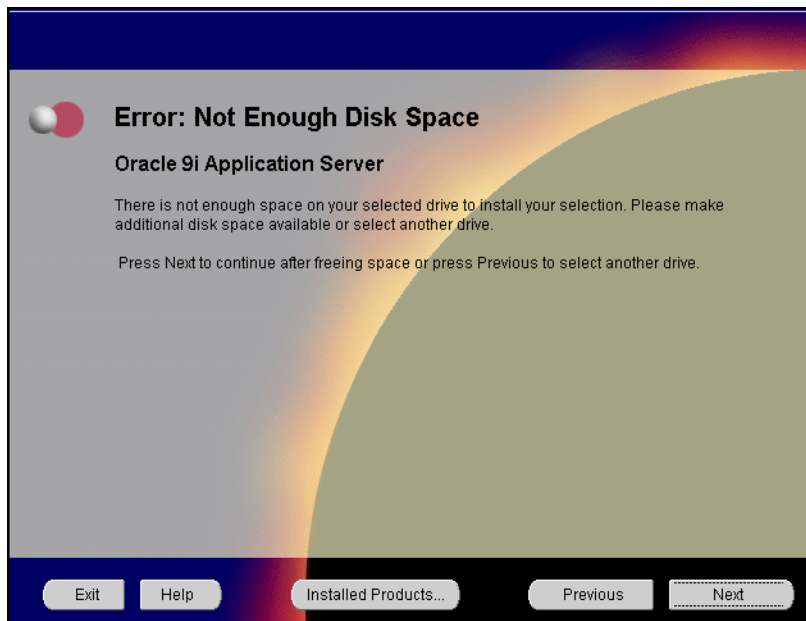 Error: Not Enough Disk Space
Oracle 9i Application Server
There is not enough space on your selected drive to install your selection. Please make
additional disk space available or select another drive.
Press Next to continue after freeing space or press Previous to select another drive.
Exit
Help
Installed Products...
Previous
Next